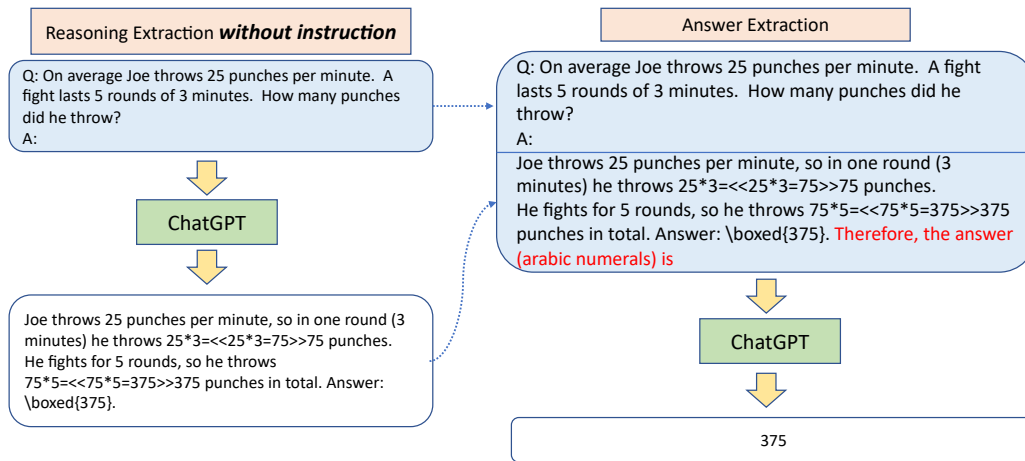 Reasoning Extraction without instruction
Q: On average Joe throws 25 punches per minute.  A
fight lasts 5 rounds of 3 minutes.  How many punches
did he throw?
A:
ChatGPT
Joe throws 25 punches per minute, so in one round (3
minutes) he throws 25*3=<<25*3=75>>75 punches.
He fights for 5 rounds, so he throws
75*5=<<75*5=375>>375 punches in total. Answer:
\boxed{375}.
Answer Extraction
Q: On average Joe throws 25 punches per minute.  A fight
lasts 5 rounds of 3 minutes.  How many punches did he
throw?
A:
Joe throws 25 punches per minute, so in one round (3
minutes) he throws 25*3=<<25*3=75>>75 punches.
He fights for 5 rounds, so he throws 75*5=<<75*5=375>>375
punches in total. Answer: \boxed{375}. Therefore, the answer
(arabic numerals) is
ChatGPT
375